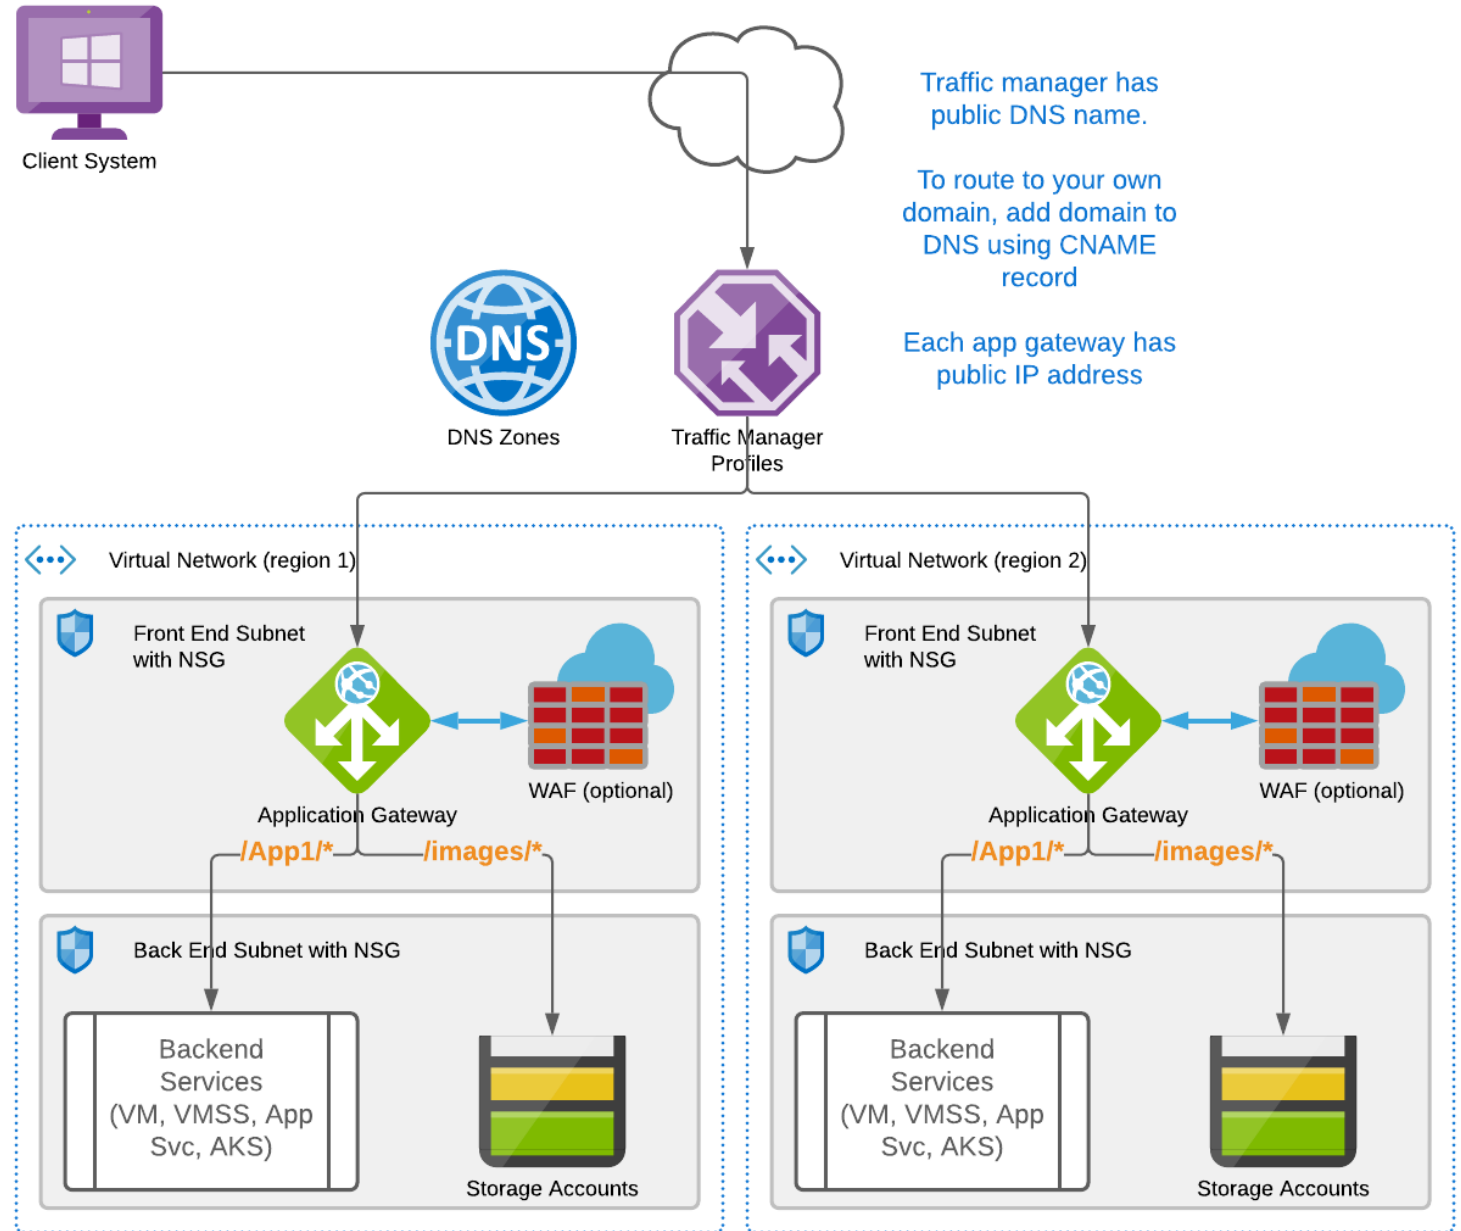 Client System
Traffic manager has
public DNS name.
To route to your own
domain, add domain to
DNS using CNAME
record
Each app gateway has
public IP address
DNS
DNS Zones
Traffic Manager
Profiles
Virtual Network (region 1)
Front End Subnet
with NSG
WAF (optional)
Application Gateway
/App1/*
/images/*
Back End Subnet with NSG
Backend
Services
(VM, VMSS, App
Svc, AKS)
Storage Accounts
Virtual Network (region 2)
Front End Subnet
with NSG
WAF (optional)
Application Gateway
/App1/*
/images/*
Back End Subnet with NSG
Backend
Services
(VM, VMSS, App
Svc, AKS)
Storage Accounts